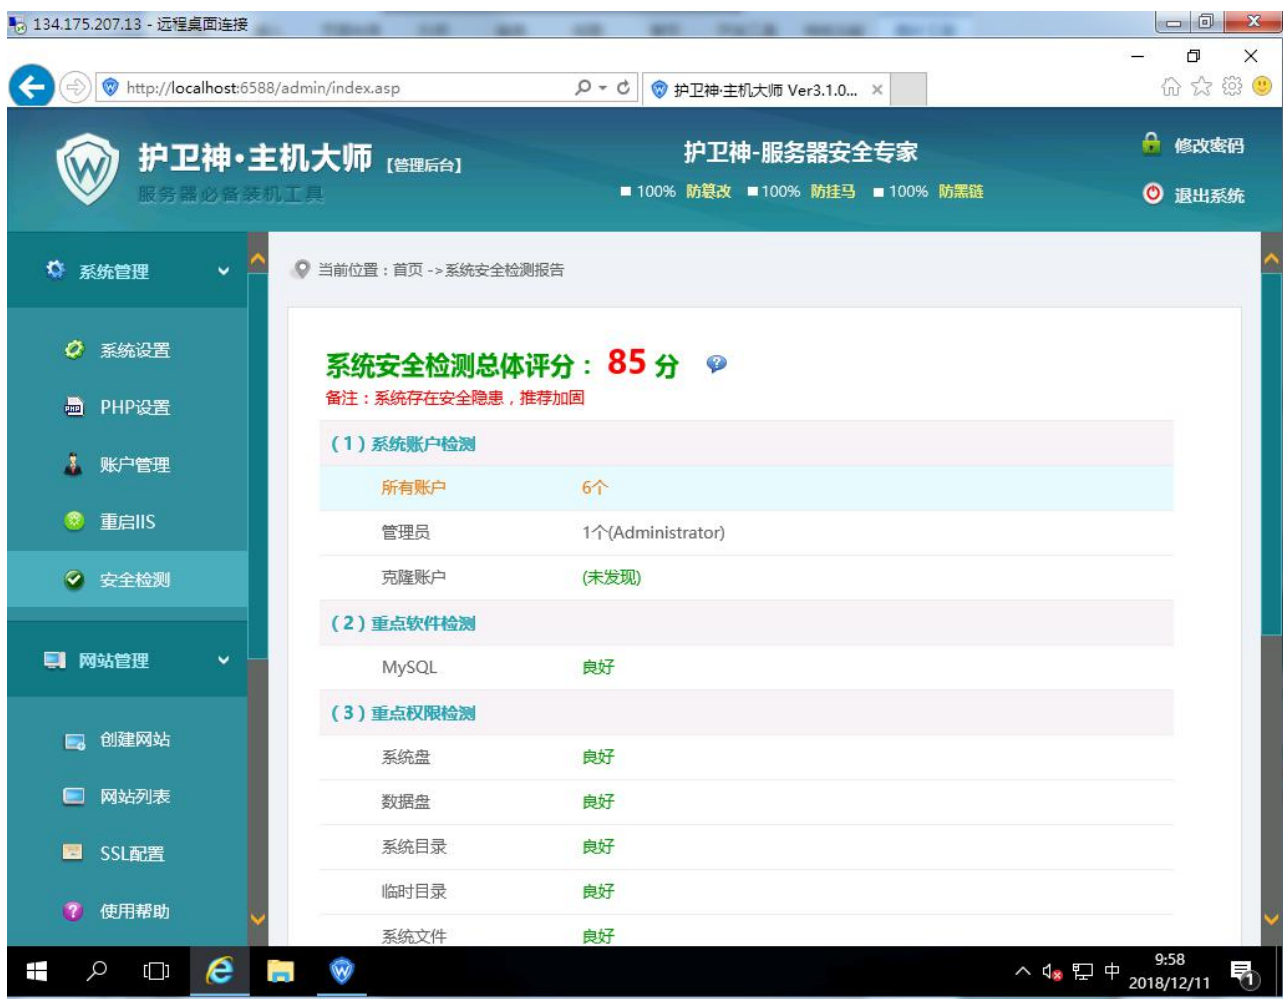 134.175.207.13 - 远程桌面连接
http://localhost:6588/admin/index.asp
护卫神·主机大师 Ver3.1.0...
护卫神·主机大师 【管理后台】
服务器必备装机工具
护卫神-服务器安全专家
■ 100% 防篡改 ■ 100% 防挂马 ■ 100% 防黑链
修改密码
退出系统
系统管理
系统设置
PHP设置
账户管理
重启IIS
安全检测
网站管理
创建网站
网站列表
SSL配置
使用帮助
当前位置：首页 -> 系统安全检测报告
系统安全检测总体评分： 85 分
备注：系统存在安全隐患，推荐加固
（1）系统账户检测
所有账户 6个
管理员 1个(Administrator)
克隆账户 (未发现)
（2）重点软件检测
MySQL 良好
（3）重点权限检测
系统盘 良好
数据盘 良好
系统目录 良好
临时目录 良好
系统文件 良好
中
9:58
2018/12/11
1